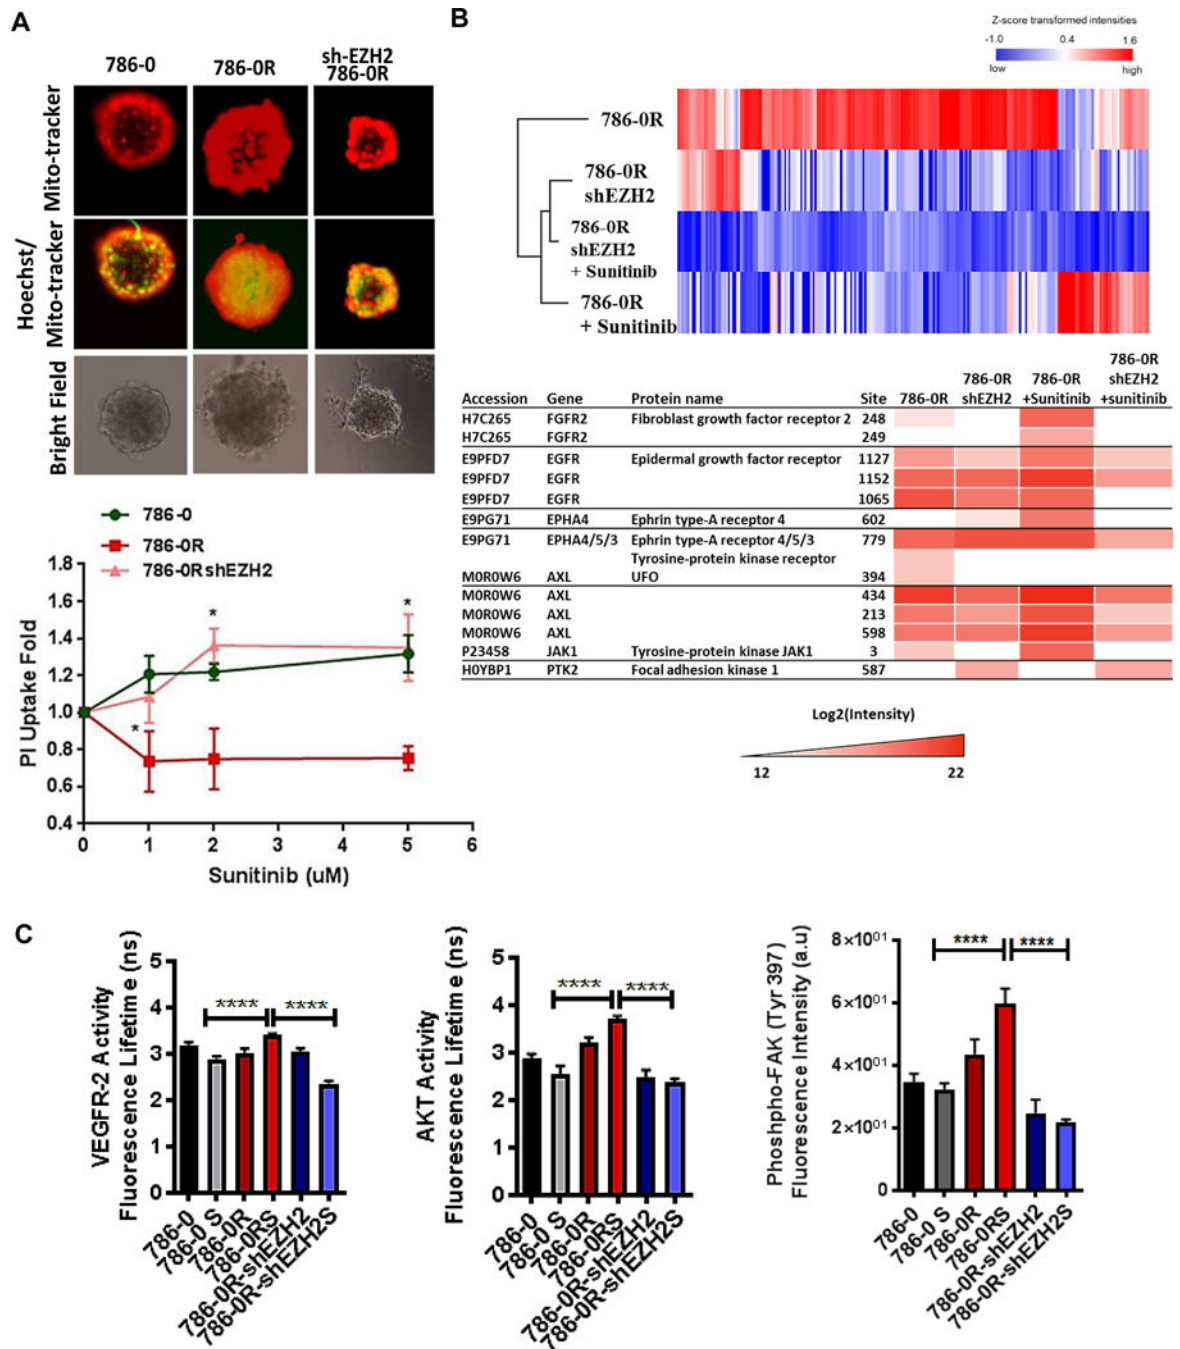 A
786-0
786-0R
sh-EZH2
786-0R
Mito-tracker
Hoechst/
Mito-tracker
Bright Field
786-0
786-0R
786-0RshEZH2
PI Uptake Fold
1.8
1.6
1.4
1.2
1.0
0.8
0.6
0.4
*
*
*
0 1 2 3 4 5 6
Sunitinib (uM)
B
Z-score transformed intensities
-1.0 0.4 1.6
low high
786-0R
786-0R
shEZH2
786-0R
shEZH2
+ Sunitinib
786-0R
+ Sunitinib
Accession Gene Protein name Site 786-0R 786-0R shEZH2 786-0R +Sunitinib 786-0R shEZH2 +sunitinib
H7C265 FGFR2 Fibroblast growth factor receptor 2 248
H7C265 FGFR2 249
E9PFD7 EGFR Epidermal growth factor receptor 1127
E9PFD7 EGFR 1152
E9PFD7 EGFR 1065
E9PG71 EPHA4 Ephrin type-A receptor 4 602
E9PG71 EPHA4/5/3 Ephrin type-A receptor 4/5/3 779
Tyrosine-protein kinase receptor
M0R0W6 AXL UFO 394
M0R0W6 AXL 434
M0R0W6 AXL 213
M0R0W6 AXL 598
P23458 JAK1 Tyrosine-protein kinase JAK1 3
H0YBP1 PTK2 Focal adhesion kinase 1 587
Log2(Intensity)
12 22
C
VEGFR-2 Activity
Fluorescence Lifetime (ns)
5
4
3
2
1
0
**** ****
786-0
786-0 S
786-0R
786-0RS
786-0R-shEZH2
786-0R-shEZH2S
AKT Activity
Fluorescence Lifetime (ns)
5
4
3
2
1
0
**** ****
786-0
786-0 S
786-0R
786-0RS
786-0R-shEZH2
786-0R-shEZH2S
Phoshpho-FAK (Tyr 397)
Fluorescence Intensity (a.u)
8×10⁰¹
6×10⁰¹
4×10⁰¹
2×10⁰¹
0
**** ****
786-0
786-0 S
786-0R
786-0RS
786-0R-shEZH2
786-0R-shEZH2S